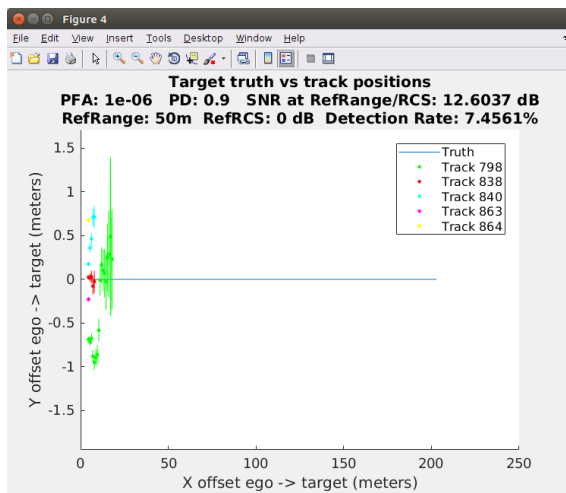 Figure 4
File Edit View Insert Tools Desktop Window Help
Target truth vs track positions
PFA: 1e-06 PD: 0.9 SNR at RefRange/RCS: 12.6037 dB
RefRange: 50m RefRCS: 0 dB Detection Rate: 7.4561%
Truth
Track 798
Track 838
Track 840
Track 863
Track 864
Y offset ego -> target (meters)
1.5
1
0.5
0
-0.5
-1
-1.5
0 50 100 150 200 250
X offset ego -> target (meters)